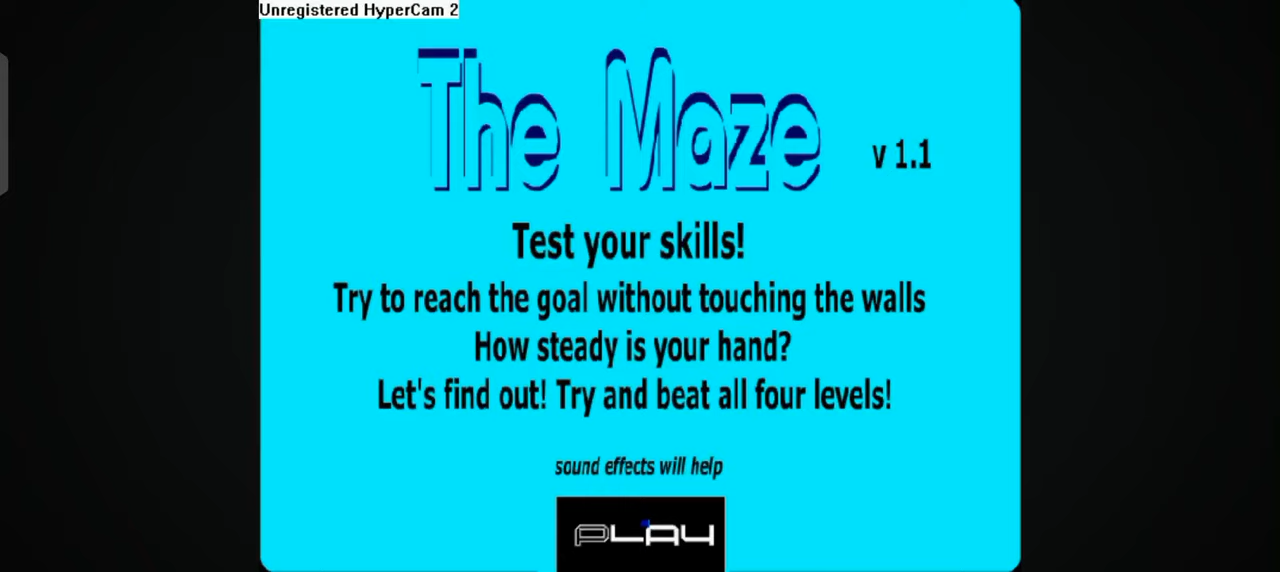 Unregistered HyperCam 2
The Maze
v 1.1
Test your skills!
Try to reach the goal without touching the walls
How steady is your hand?
Let's find out! Try and beat all four levels!
sound effects will help
PLAY